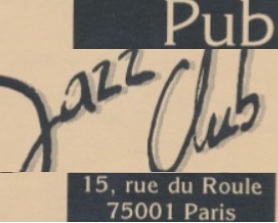 Pub
Jazz Club
15, rue du Roule
75001 Paris